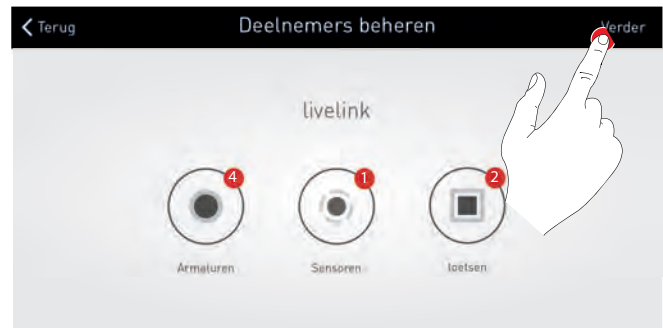 Terug Deelnemers beheren Verder
livelink
4 1 2
Armaturen Sensoren toetsen